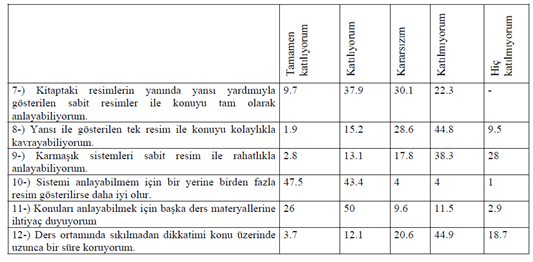 Tamamen katılıyorum
Katılıyorum
Kararsızım
Katılmıyorum
Hiç katılmıyorum
7-) Kitaptaki resimlerin yanında yansı yardımıyla 9.7 37.9 30.1 22.3 -
gösterilen sabit resimler ile konuyu tam olarak
anlayabiliyorum.
8-) Yansı ile gösterilen tek resim ile konuyu kolaylıkla 1.9 15.2 28.6 44.8 9.5
kavrayabiliyorum.
9-) Karmaşık sistemleri sabit resim ile rahatlıkla 2.8 13.1 17.8 38.3 28
anlayabiliyorum.
10-) Sistemi anlayabilmem için bir yerine birden fazla 47.5 43.4 4 4 1
resim gösterilirse daha iyi olur.
11-) Konuları anlayabilmek için başka ders materyallerine 26 50 9.6 11.5 2.9
ihtiyaç duyuyorum
12-) Ders ortamında sıkılmadan dikkatimi konu üzerinde 3.7 12.1 20.6 44.9 18.7
uzunca bir süre koruyorum.